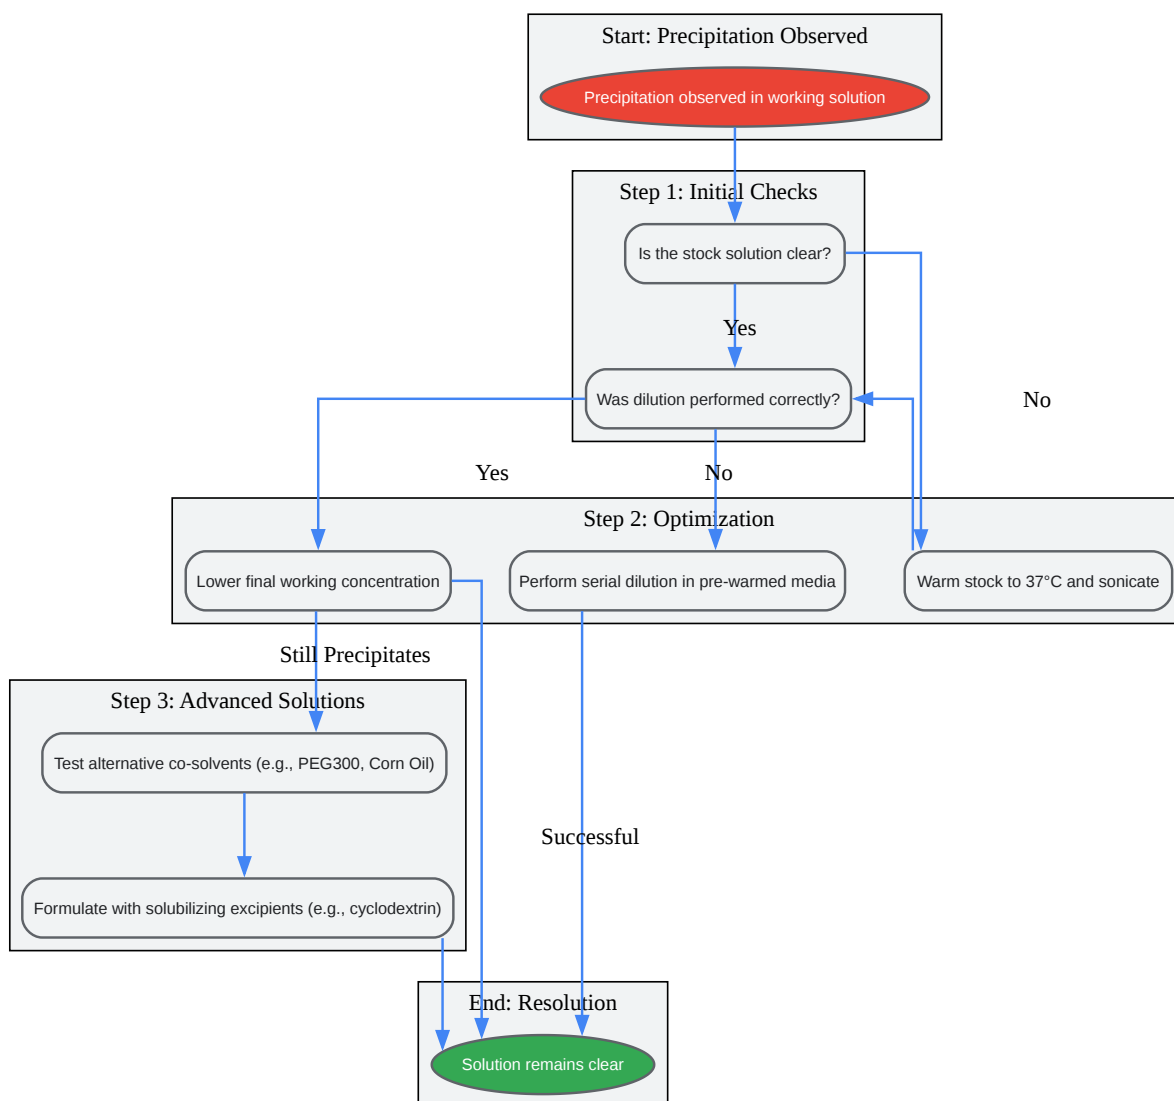 Start: Precipitation Observed
Precipitation observed in working solution
Step 1: Initial Checks
Is the stock solution clear?
Yes
Was dilution performed correctly?
No
Yes
No
Step 2: Optimization
Lower final working concentration
Perform serial dilution in pre-warmed media
Warm stock to 37°C and sonicate
Still Precipitates
Step 3: Advanced Solutions
Test alternative co-solvents (e.g., PEG300, Corn Oil)
Successful
Formulate with solubilizing excipients (e.g., cyclodextrin)
End: Resolution
Solution remains clear